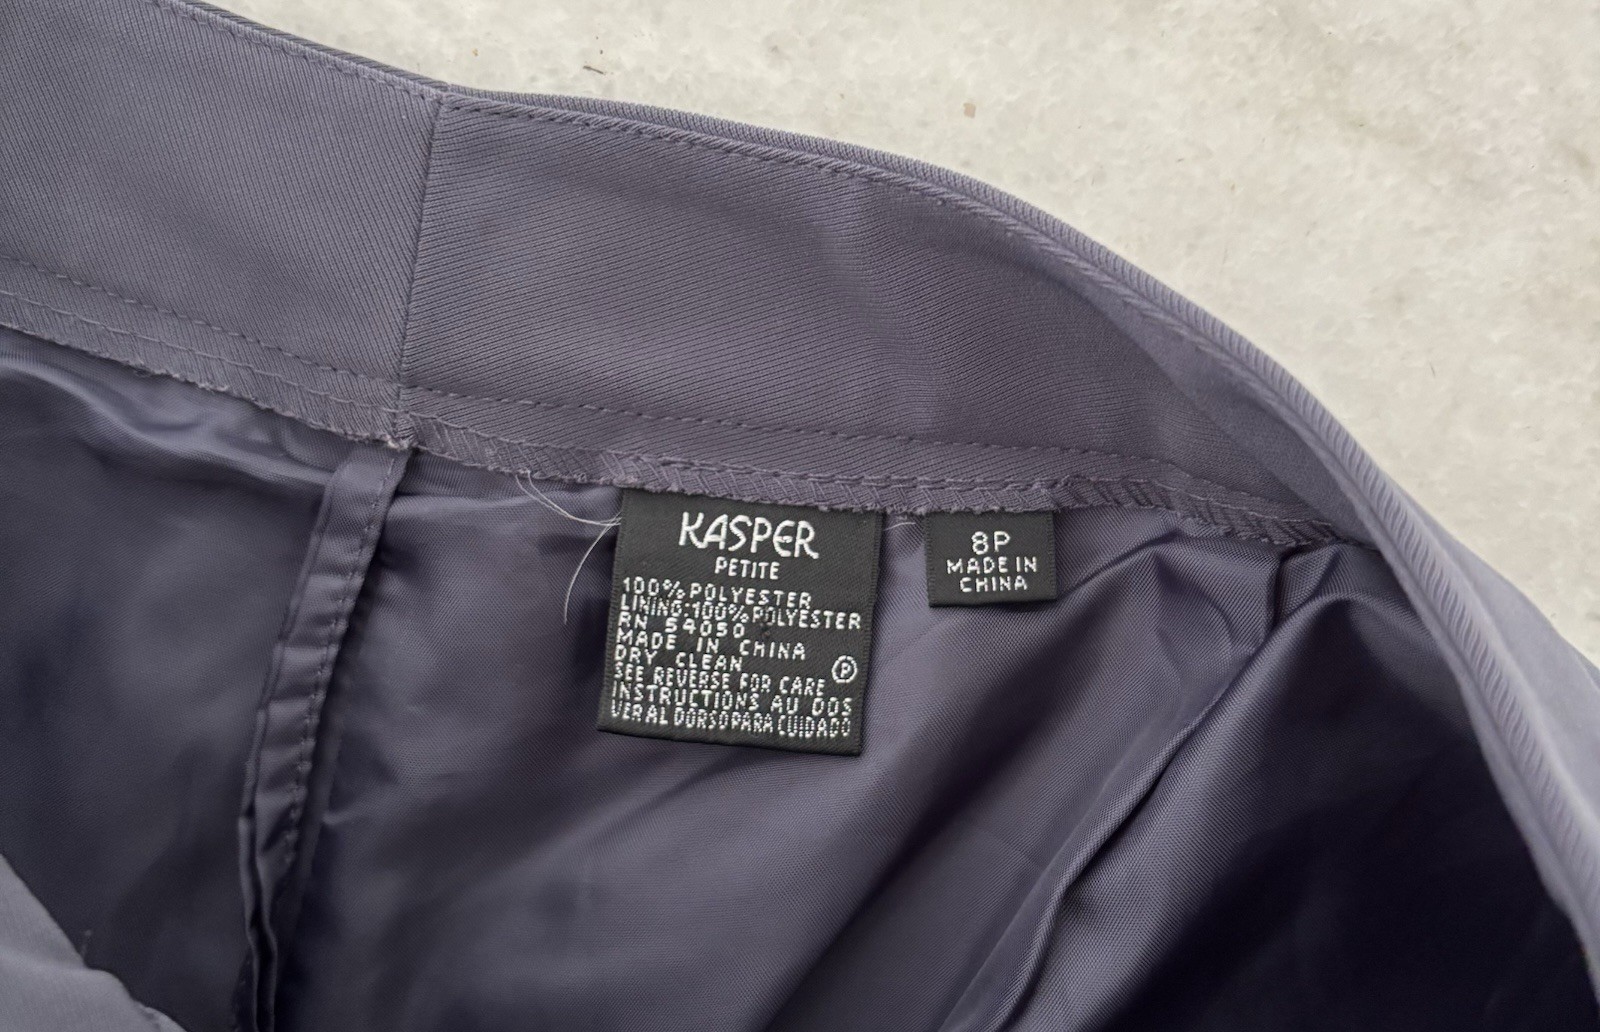 KASPER
PETITE
100% POLYESTER
LINING:100% POLYESTER
RN 54050
MADE IN CHINA
DRY CLEAN
P
SEE REVERSE FOR CARE
INSTRUCTIONS AU DOS
VER AL DORSO PARA CUIDADO
8P
MADE IN
CHINA